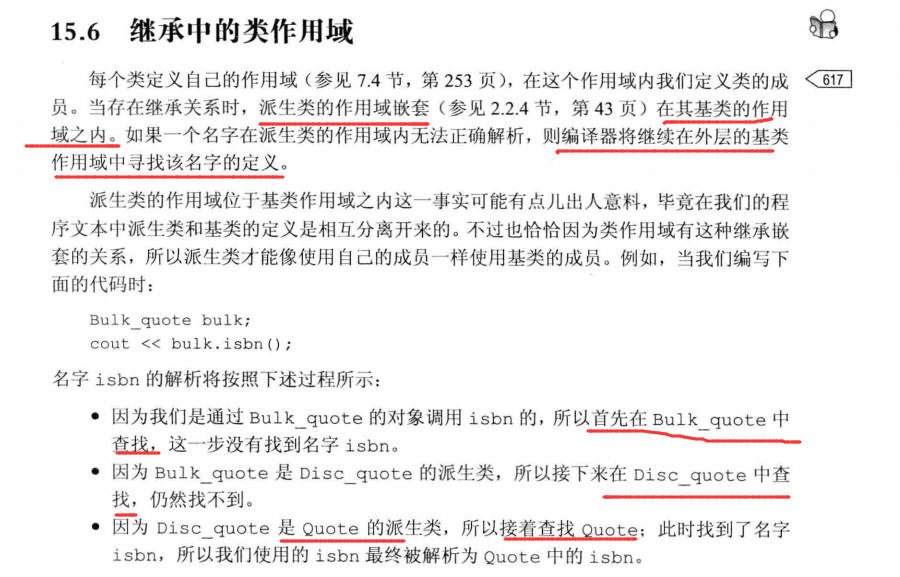 15.6 继承中的类作用域
每个类定义自己的作用域（参见 7.4 节，第 253 页），在这个作用域内我们定义类的成
617
员。当存在继承关系时，派生类的作用域嵌套（参见 2.2.4 节，第 43 页）在其基类的作用
域之内。如果一个名字在派生类的作用域内无法正确解析，则编译器将继续在外层的基类
作用域中寻找该名字的定义。
派生类的作用域位于基类作用域之内这一事实可能有点儿出人意料，毕竟在我们的程
序文本中派生类和基类的定义是相互分离开来的。不过也恰恰因为类作用域有这种继承嵌
套的关系，所以派生类才能像使用自己的成员一样使用基类的成员。例如，当我们编写下
面的代码时：
Bulk_quote bulk;
cout << bulk.isbn();
名字 isbn 的解析将按照下述过程所示：
● 因为我们是通过 Bulk_quote 的对象调用 isbn 的，所以首先在 Bulk_quote 中
查找，这一步没有找到名字 isbn。
● 因为 Bulk_quote 是 Disc_quote 的派生类，所以接下来在 Disc_quote 中查
找，仍然找不到。
● 因为 Disc_quote 是 Quote 的派生类，所以接着查找 Quote；此时找到了名字
isbn，所以我们使用的 isbn 最终被解析为 Quote 中的 isbn。